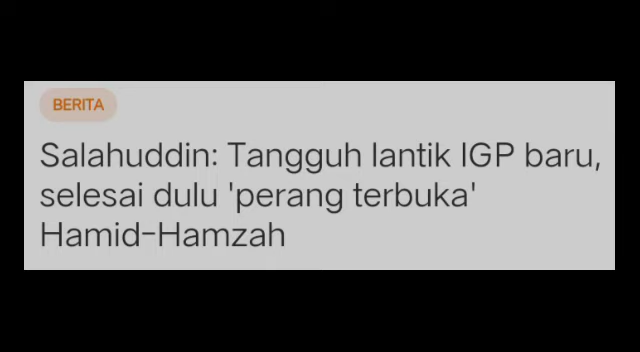 BERITA
Salahuddin: Tangguh lantik IGP baru,
selesai dulu 'perang terbuka'
Hamid-Hamzah